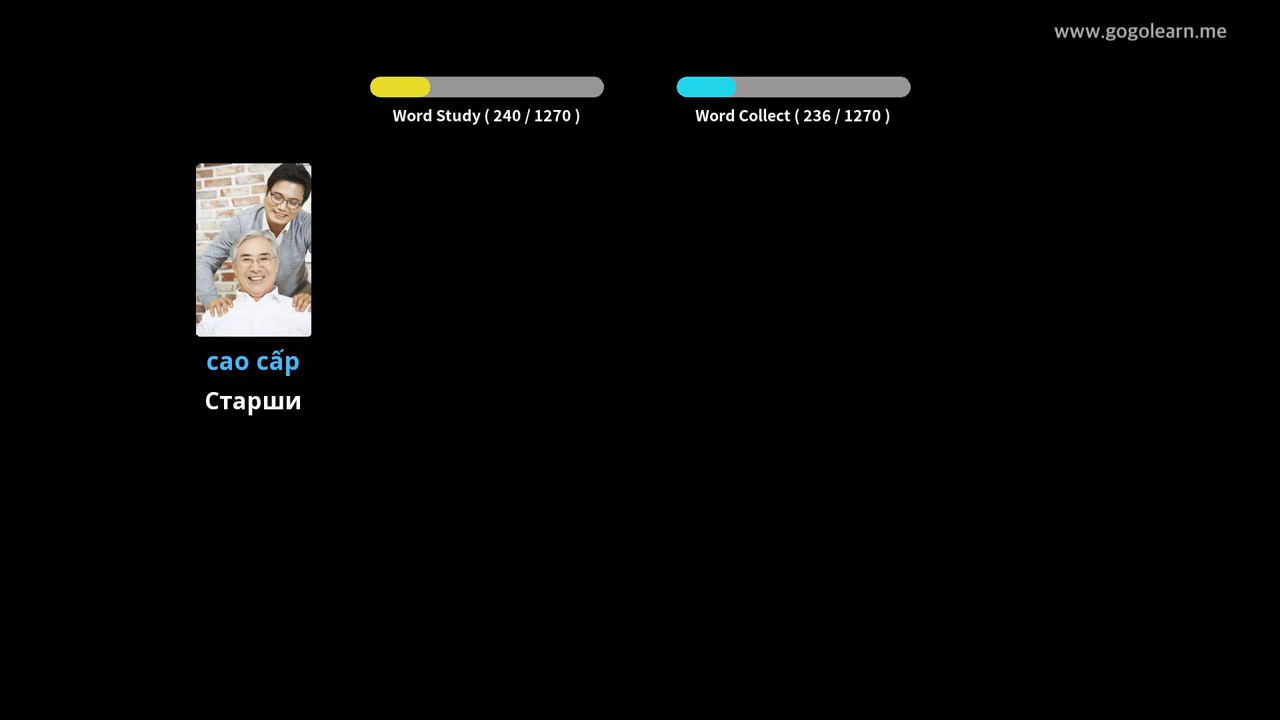 www.gogolearn.me
Word Study ( 240 / 1270 )
Word Collect ( 236 / 1270 )
cao cấp
Старши